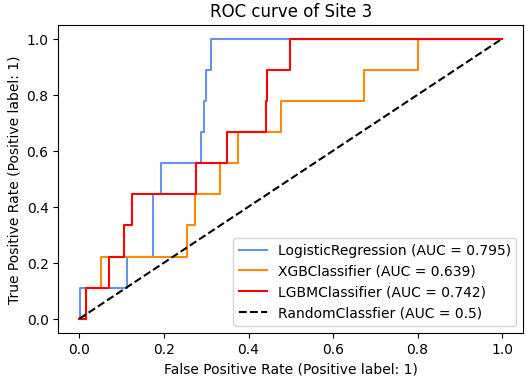 ROC curve of Site 3
True Positive Rate (Positive label: 1)
1.0
0.8
0.6
0.4
0.2
0.0
LogisticRegression (AUC = 0.795)
XGBClassifier (AUC = 0.639)
LGBMClassifier (AUC = 0.742)
RandomClassfier (AUC = 0.5)
0.0 0.2 0.4 0.6 0.8 1.0
False Positive Rate (Positive label: 1)